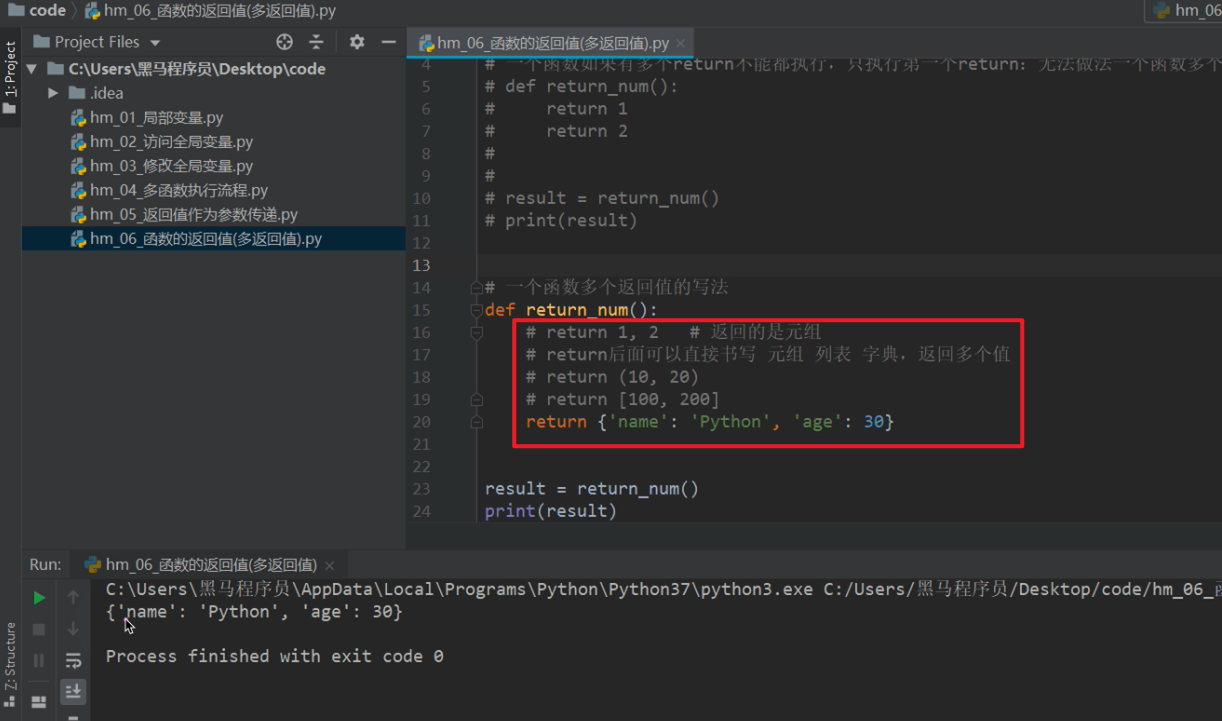 code
hm_06_函数的返回值(多返回值).py
hm_06
Project Files
hm_06_函数的返回值(多返回值).py
1: Project
C:\Users\黑马程序员\Desktop\code
.idea
hm_01_局部变量.py
hm_02_访问全局变量.py
hm_03_修改全局变量.py
hm_04_多函数执行流程.py
hm_05_返回值作为参数传递.py
hm_06_函数的返回值(多返回值).py
4 # 一个函数如果有多个return不能都执行，只执行第一个return：无法做法一个函数多个
5 # def return_num():
6 #     return 1
7 #     return 2
8 #
9 #
10 # result = return_num()
11 # print(result)
12
13
14 # 一个函数多个返回值的写法
15 def return_num():
16     # return 1, 2   # 返回的是元组
17     # return后面可以直接书写 元组 列表 字典，返回多个值
18     # return (10, 20)
19     # return [100, 200]
20     return {'name': 'Python', 'age': 30}
21
22
23 result = return_num()
24 print(result)
Run:
hm_06_函数的返回值(多返回值)
C:\Users\黑马程序员\AppData\Local\Programs\Python\Python37\python3.exe C:/Users/黑马程序员/Desktop/code/hm_06_
{'name': 'Python', 'age': 30}
Process finished with exit code 0
Z: Structure